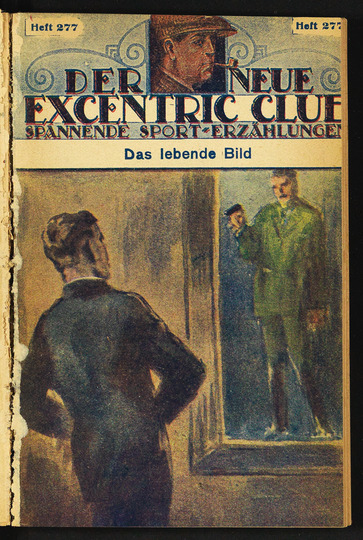 Heft 277
Heft 277
DER NEUE
EXCENTRIC CLUB
SPANNENDE SPORT-ERZÄHLUNGEN
Das lebende Bild